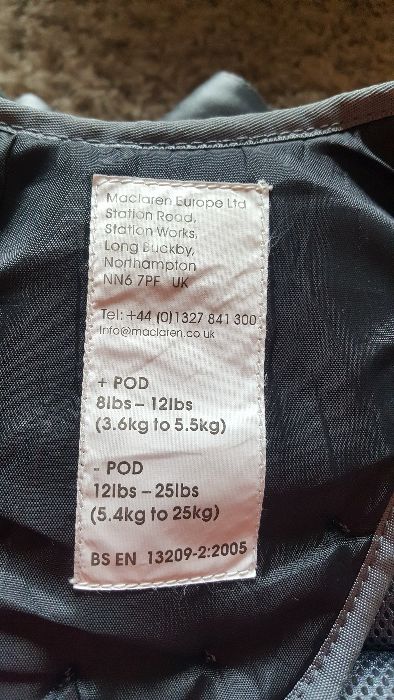 Maclaren Europe Ltd
Station Road,
Station Works,
Long Buckby,
Northampton
NN6 7PF UK
Tel: +44 (0)1327 841 300
info@maclaren.co.uk
+ POD
8lbs – 12lbs
(3.6kg to 5.5kg)
- POD
12lbs – 25lbs
(5.4kg to 25kg)
BS EN 13209-2:2005